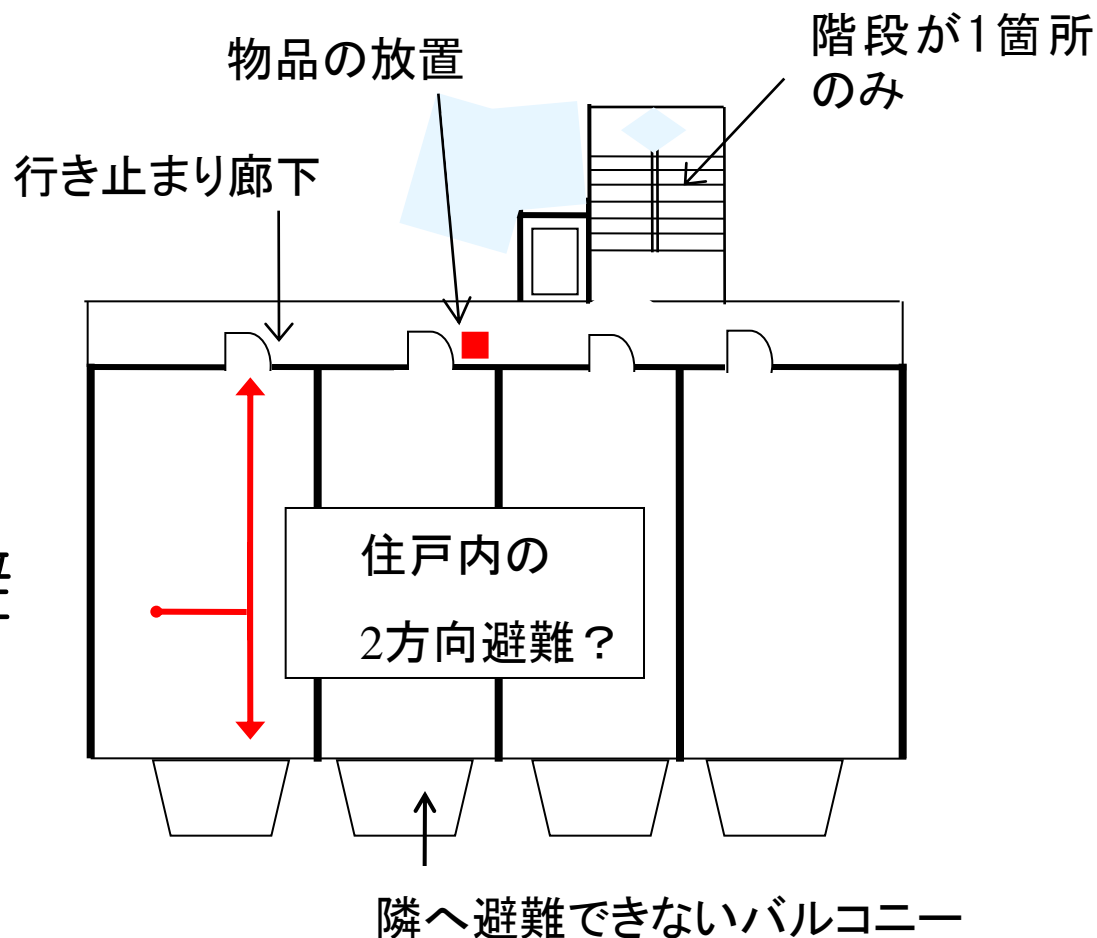 階段が1箇所
のみ
物品の放置
行き止まり廊下
住戸内の
2方向避難？
隣へ避難できないバルコニー